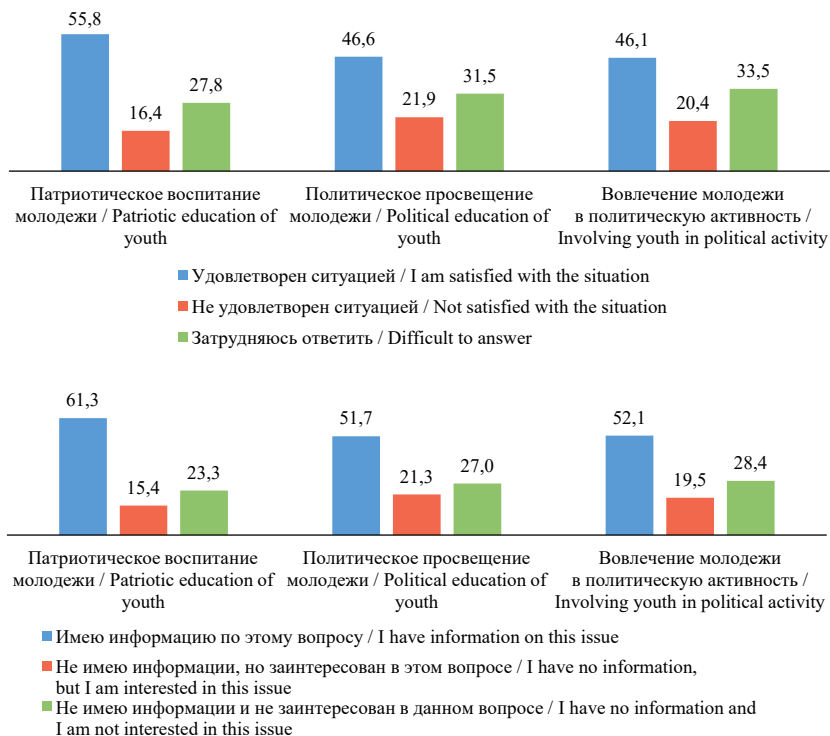 55,8
46,6
46,1
16,4
27,8
21,9
31,5
20,4
33,5
Патриотическое воспитание
молодежи / Patriotic education of
youth
Политическое просвещение
молодежи / Political education of
youth
Вовлечение молодежи
в политическую активность /
Involving youth in political activity
Удовлетворен ситуацией / I am satisfied with the situation
Не удовлетворен ситуацией / Not satisfied with the situation
Затрудняюсь ответить / Difficult to answer
61,3
51,7
52,1
15,4
23,3
21,3
27,0
19,5
28,4
Патриотическое воспитание
молодежи / Patriotic education of
youth
Политическое просвещение
молодежи / Political education of
youth
Вовлечение молодежи
в политическую активность /
Involving youth in political activity
Имею информацию по этому вопросу / I have information on this issue
Не имею информации, но заинтересован в этом вопросе / I have no information,
but I am interested in this issue
Не имею информации и не заинтересован в данном вопросе / I have no information and
I am not interested in this issue